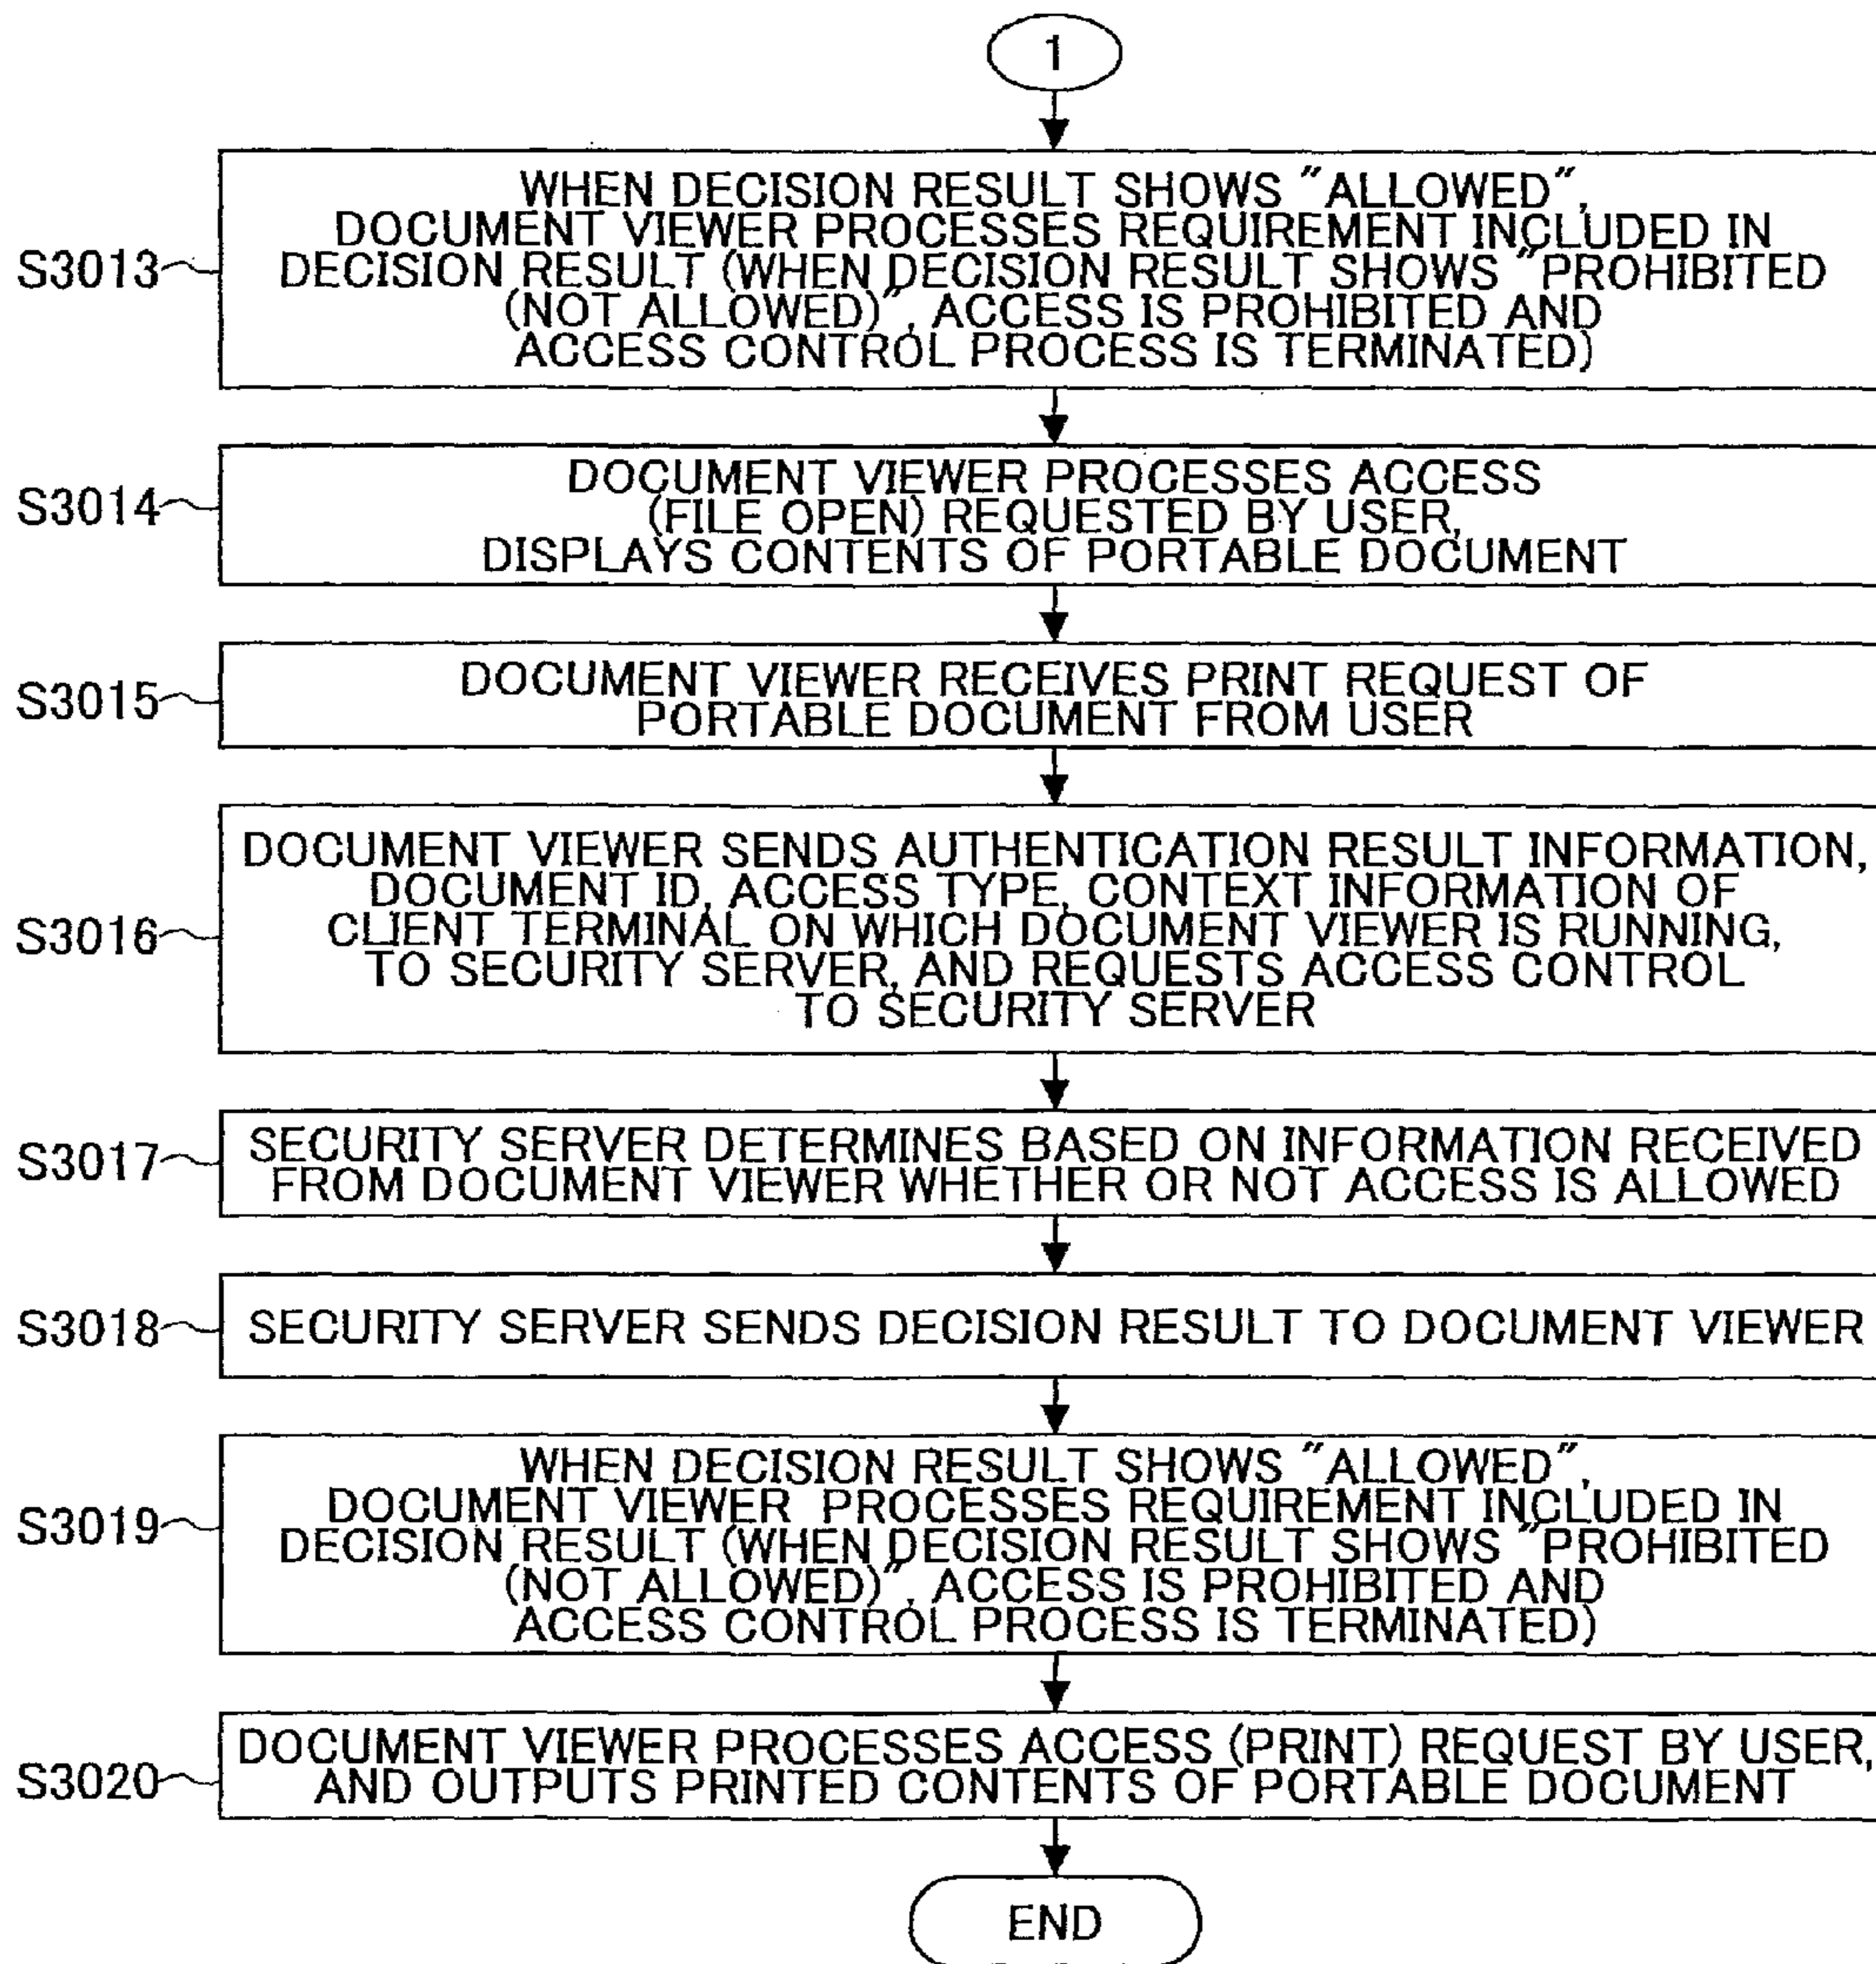 1
S3013
WHEN DECISION RESULT SHOWS "ALLOWED",
DOCUMENT VIEWER PROCESSES REQUIREMENT INCLUDED IN
DECISION RESULT (WHEN DECISION RESULT SHOWS "PROHIBITED
(NOT ALLOWED)", ACCESS IS PROHIBITED AND
ACCESS CONTROL PROCESS IS TERMINATED)
S3014
DOCUMENT VIEWER PROCESSES ACCESS
(FILE OPEN) REQUESTED BY USER,
DISPLAYS CONTENTS OF PORTABLE DOCUMENT
S3015
DOCUMENT VIEWER RECEIVES PRINT REQUEST OF
PORTABLE DOCUMENT FROM USER
S3016
DOCUMENT VIEWER SENDS AUTHENTICATION RESULT INFORMATION,
DOCUMENT ID, ACCESS TYPE, CONTEXT INFORMATION OF
CLIENT TERMINAL ON WHICH DOCUMENT VIEWER IS RUNNING,
TO SECURITY SERVER, AND REQUESTS ACCESS CONTROL
TO SECURITY SERVER
S3017
SECURITY SERVER DETERMINES BASED ON INFORMATION RECEIVED
FROM DOCUMENT VIEWER WHETHER OR NOT ACCESS IS ALLOWED
S3018
SECURITY SERVER SENDS DECISION RESULT TO DOCUMENT VIEWER
S3019
WHEN DECISION RESULT SHOWS "ALLOWED",
DOCUMENT VIEWER PROCESSES REQUIREMENT INCLUDED IN
DECISION RESULT (WHEN DECISION RESULT SHOWS "PROHIBITED
(NOT ALLOWED)", ACCESS IS PROHIBITED AND
ACCESS CONTROL PROCESS IS TERMINATED)
S3020
DOCUMENT VIEWER PROCESSES ACCESS (PRINT) REQUEST BY USER,
AND OUTPUTS PRINTED CONTENTS OF PORTABLE DOCUMENT
END